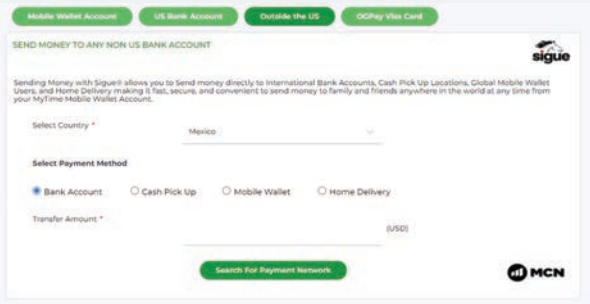 Mobile Wallet Account
US Bank Account
Outside the US
OGPay Visa Card
SEND MONEY TO ANY NON US BANK ACCOUNT
sigue
Sending Money with Sigue® allows you to Send money directly to International Bank Accounts, Cash Pick Up Locations, Global Mobile Wallet
Users, and Home Delivery making it fast, secure, and convenient to send money to family and friends anywhere in the world at any time from
your MyTime Mobile Wallet Account.
Select Country *
Mexico
Select Payment Method
Bank Account
Cash Pick Up
Mobile Wallet
Home Delivery
Transfer Amount *
(USD)
Search For Payment Network
MCN